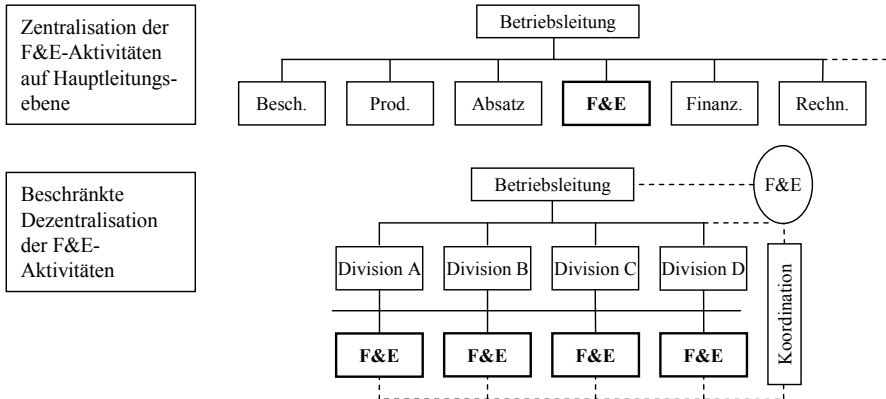 Zentralisation der
F&E-Aktivitäten
auf Hauptleitungs-
ebene
Betriebsleitung
Besch. Prod. Absatz F&E Finanz. Rechn.
Beschränkte
Dezentralisation
der F&E-
Aktivitäten
Betriebsleitung F&E
Division A Division B Division C Division D
F&E F&E F&E F&E
Koordination